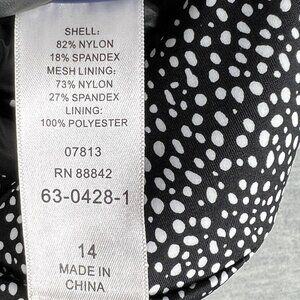 SHELL:
82% NYLON
18% SPANDEX
MESH LINING:
73% NYLON
27% SPANDEX
LINING:
100% POLYESTER
07813
RN 88842
63-0428-1
14
MADE IN
CHINA